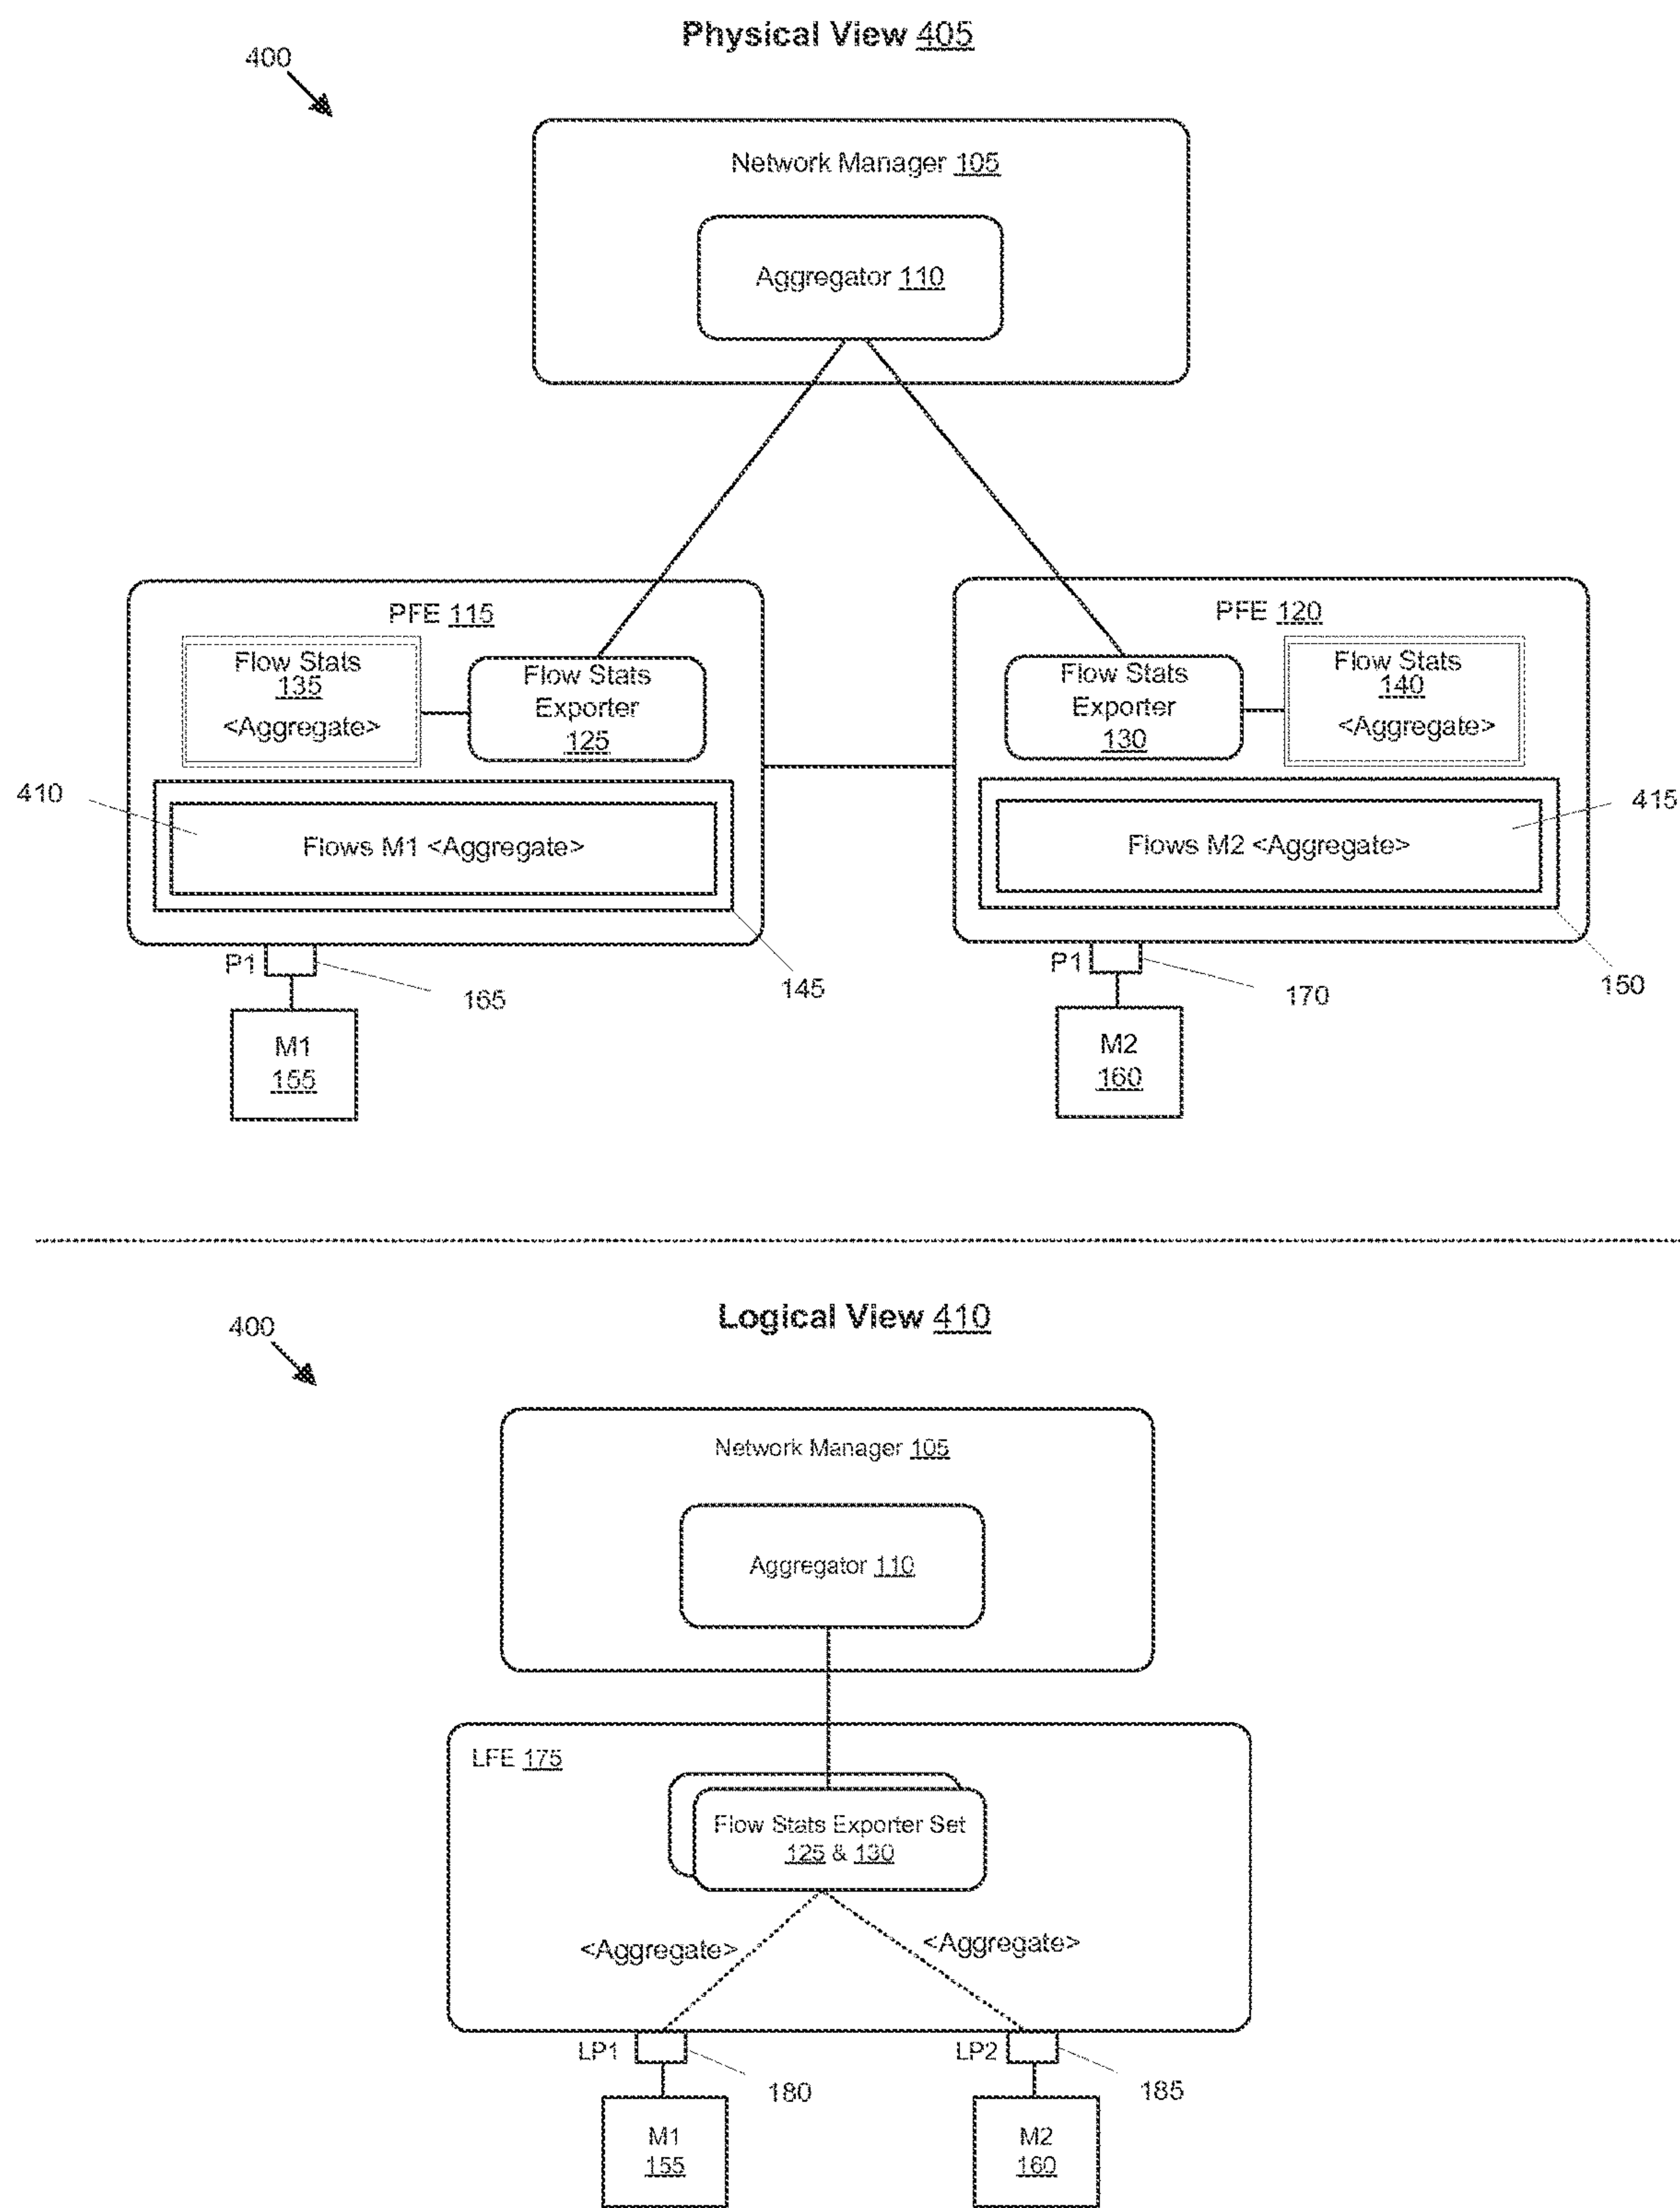 Physical View 405
400
Network Manager 105
Aggregator 110
PFE 115
Flow Stats
135
<Aggregate>
Flow Stats
Exporter
125
410
Flows M1 <Aggregate>
P1
165
145
M1
155
PFE 120
Flow Stats
Exporter
130
Flow Stats
140
<Aggregate>
415
Flows M2 <Aggregate>
P1
170
150
M2
160
Logical View 410
400
Network Manager 105
Aggregator 110
LFE 175
Flow Stats Exporter Set
125 & 130
<Aggregate>
<Aggregate>
LP1
180
LP2
185
M1
155
M2
160